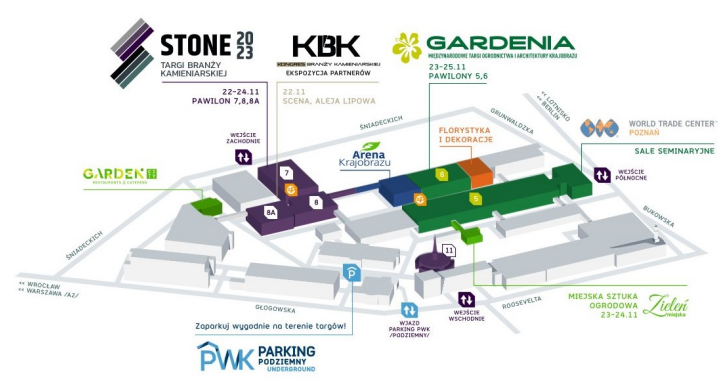 STONE 20
23
TARGI BRANŻY
KAMIENIARSKIEJ
22-24.11
PAWILON 7,8,8A
KBK
KONGRES BRANŻY KAMIENIARSKIEJ
EKSPOZYCJA PARTNERÓW
22.11
SCENA, ALEJA LIPOWA
GARDENIA
MIĘDZYNARODOWE TARGI OGRODNICTWA I ARCHITEKTURY KRAJOBRAZU
23-25.11
PAWILONY 5,6
<< LOTNISKO
<< BERLIN
WORLD TRADE CENTER
POZNAŃ
SALE SEMINARYJNE
WEJŚCIE
ZACHODNIE
ŚNIADECKICH
GRUNWALDZKA
FLORYSTYKA
I DEKORACJE
Arena
Krajobrazu
GARDEN
RESTAURANTS & CATERING
7
8
8A
6
5
11
WEJŚCIE
PÓŁNOCNE
BUKOWSKA
ŚNIADECKICH
<< WROCŁAW
<< WARSZAWA /A2/
GŁOGOWSKA
ROOSEVELTA
P
Zaparkuj wygodnie na terenie targów!
PWK PARKING
PODZIEMNY
UNDERGROUND
WJAZD
PARKING PWK
/PODZIEMNY/
WEJŚCIE
WSCHODNIE
MIEJSKA SZTUKA
OGRODOWA
23-24.11
Zieleń
miejska